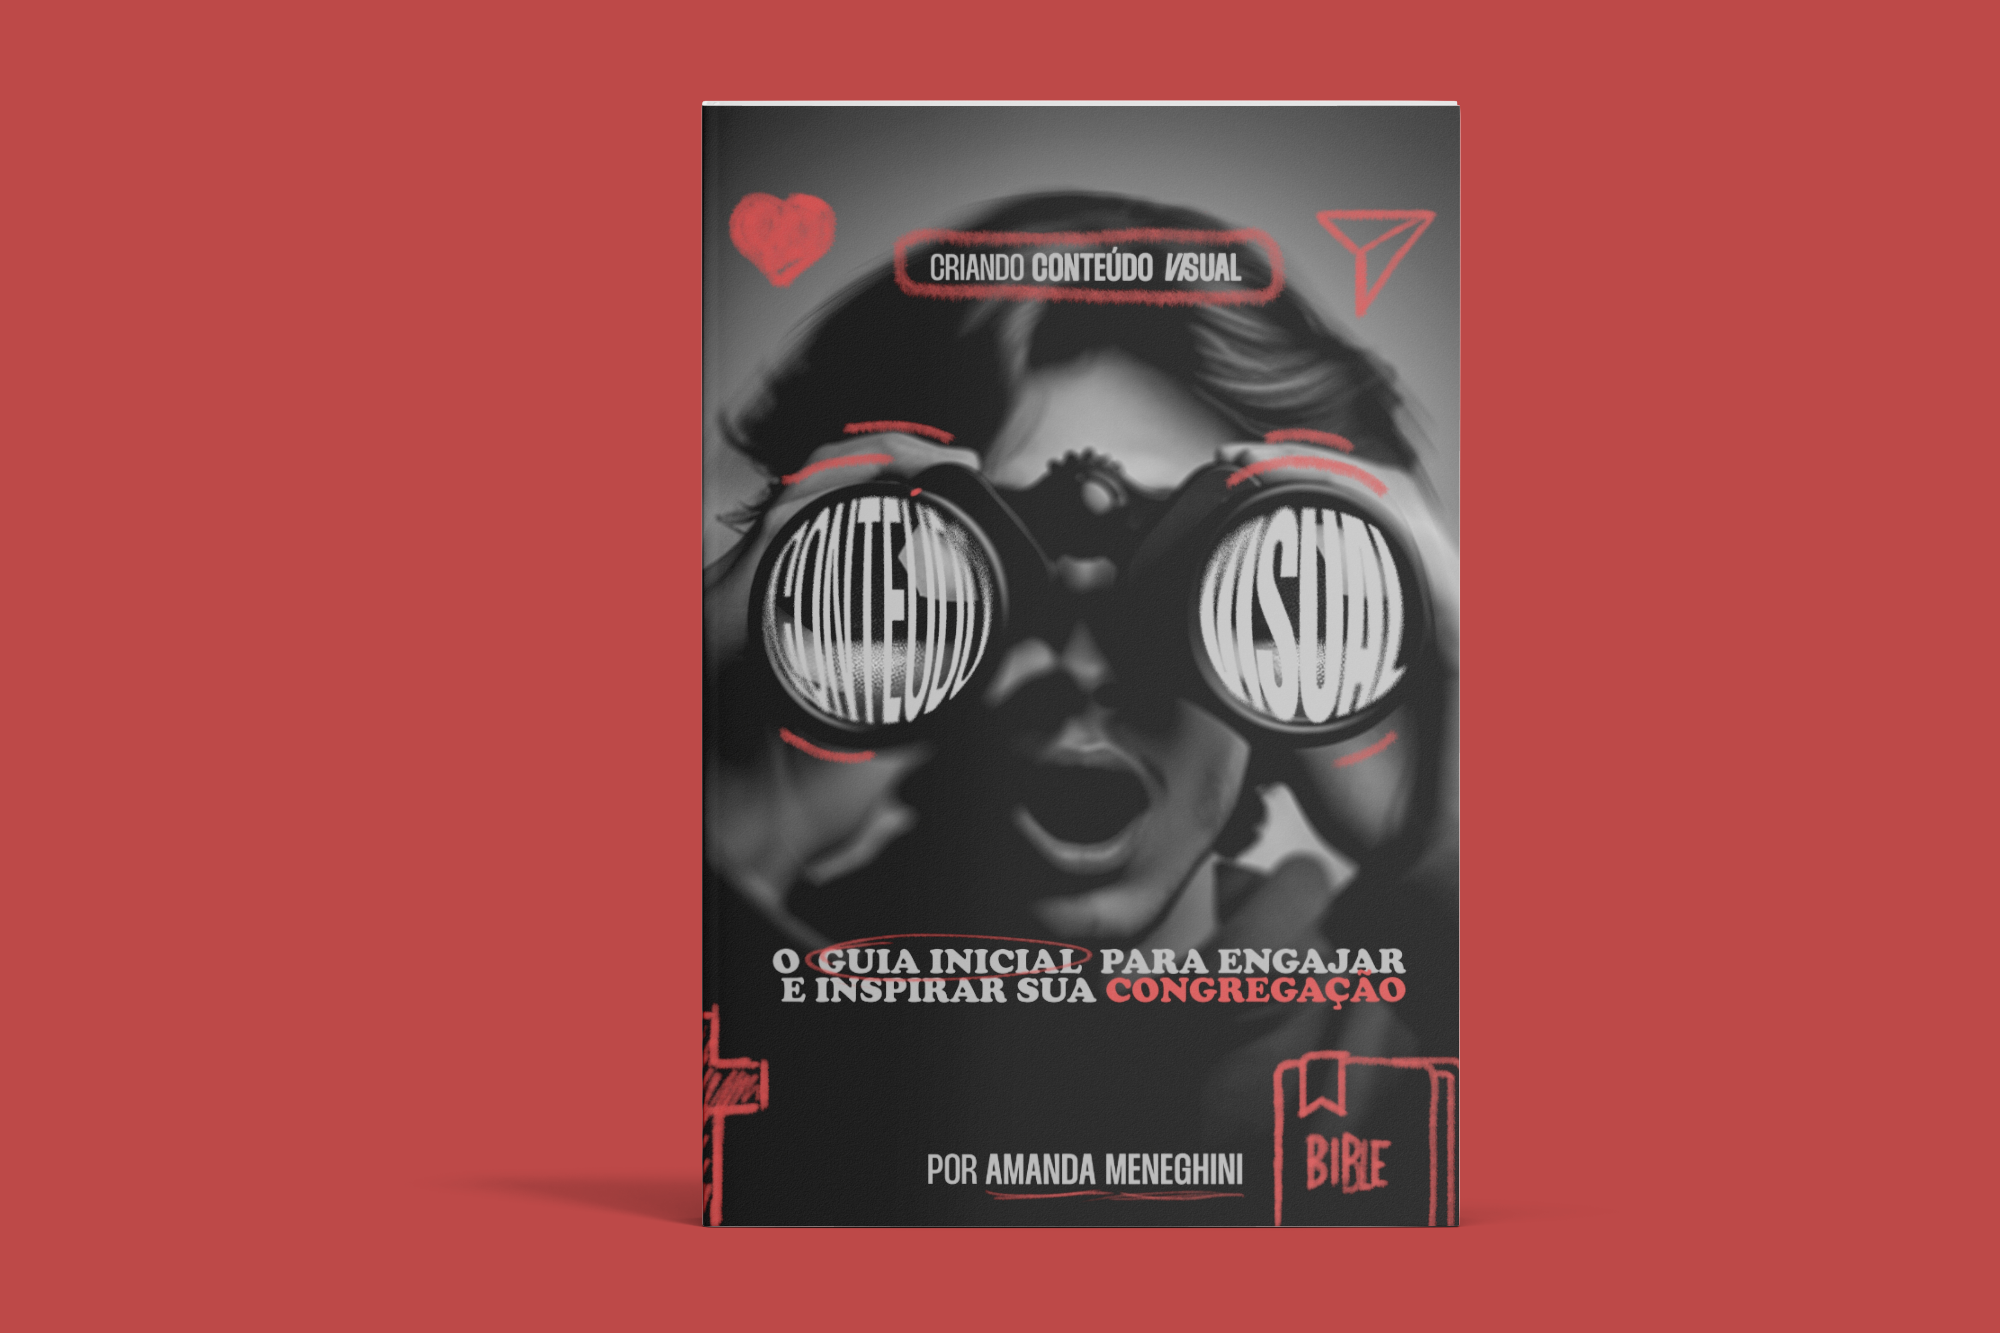 CRIANDO CONTEÚDO VISUAL
CONTEÚDO
VISUAL
O GUIA INICIAL PARA ENGAJAR
E INSPIRAR SUA CONGREGAÇÃO
POR AMANDA MENEGHINI
BIBLE